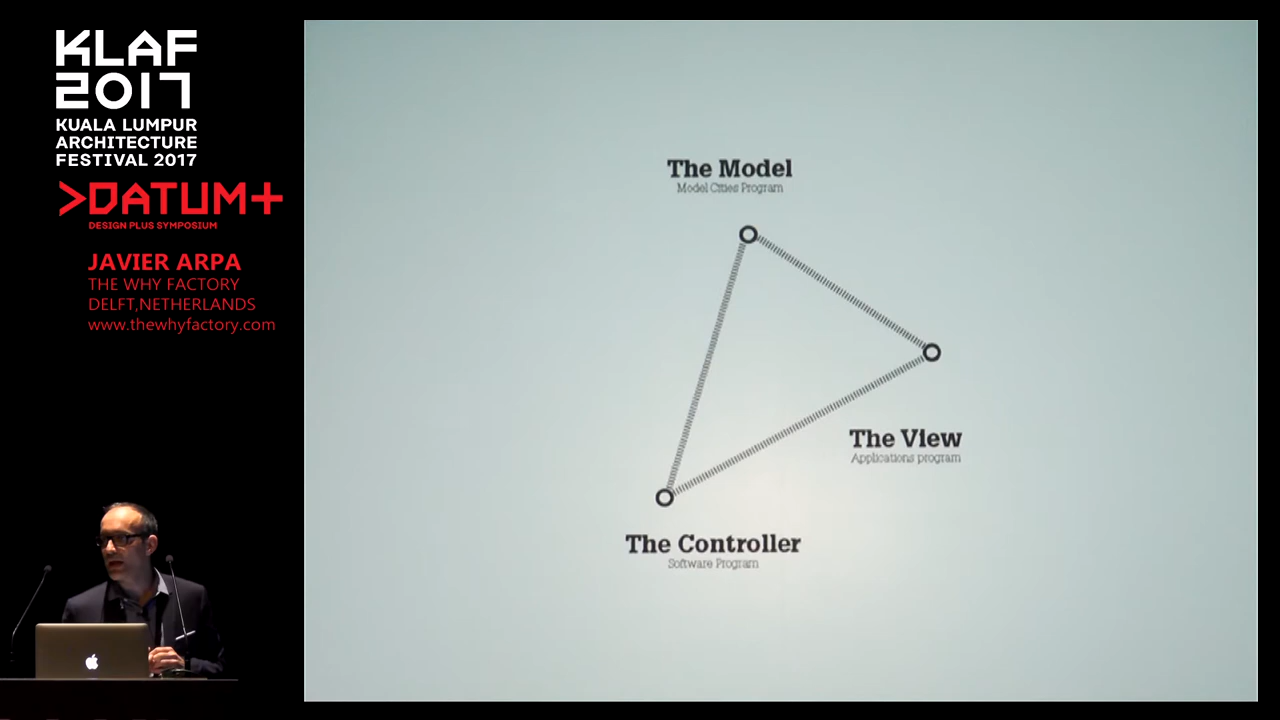 KLAF
2017
KUALA LUMPUR
ARCHITECTURE
FESTIVAL 2017
>DATUM+
DESIGN PLUS SYMPOSIUM
JAVIER ARPA
THE WHY FACTORY
DELFT,NETHERLANDS
www.thewhyfactory.com
The Model
Model Cities Program
The View
Applications program
The Controller
Software Program